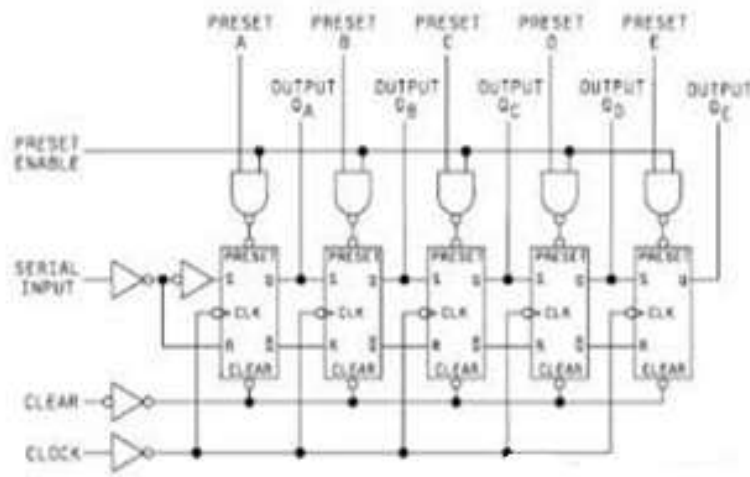 PRESET A
PRESET B
PRESET C
PRESET D
PRESET E
OUTPUT QA
OUTPUT QB
OUTPUT QC
OUTPUT QD
OUTPUT QE
PRESET ENABLE
PRESET
PRESET
PRESET
PRESET
PRESET
SERIAL INPUT
S Q
S Q
S Q
S Q
S Q
CLK
CLK
CLK
CLK
CLK
R Q
R Q
R Q
R Q
R
CLEAR
CLEAR
CLEAR
CLEAR
CLEAR
CLEAR
CLOCK